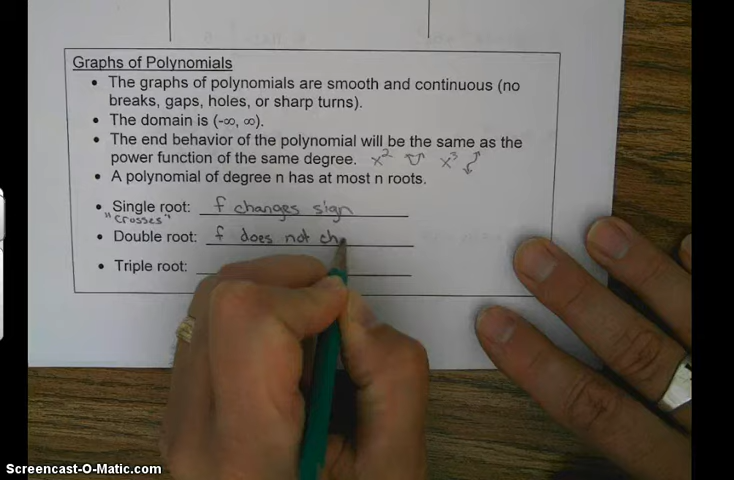 Graphs of Polynomials
• The graphs of polynomials are smooth and continuous (no
breaks, gaps, holes, or sharp turns).
• The domain is (-∞, ∞).
• The end behavior of the polynomial will be the same as the
power function of the same degree. x² x³
• A polynomial of degree n has at most n roots.
• Single root: f changes sign
"crosses"
• Double root: f does not ch
• Triple root:
Screencast-O-Matic.com